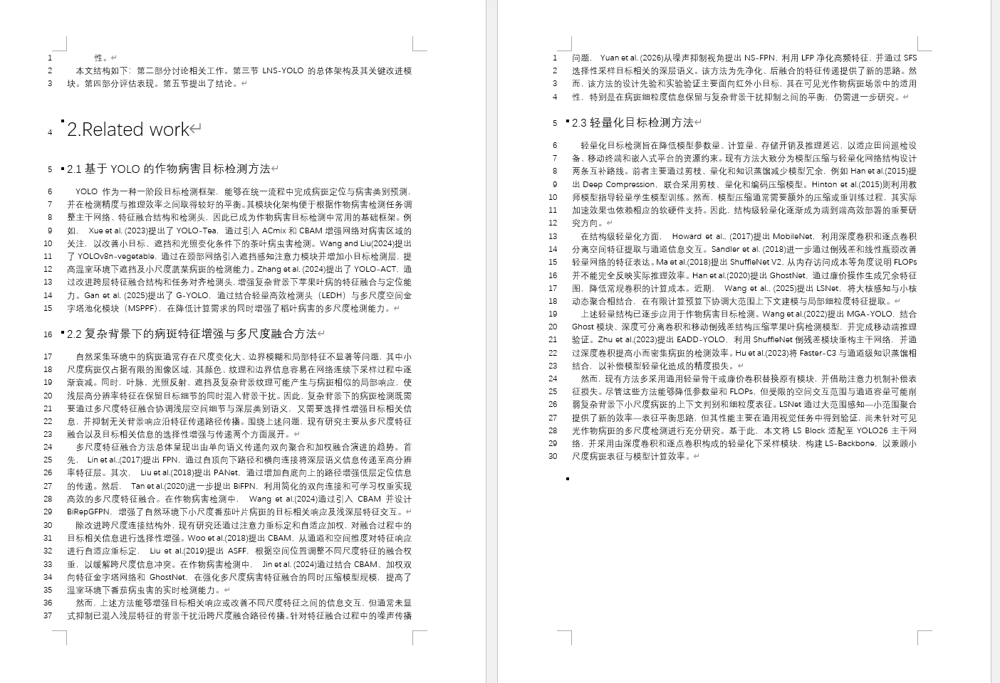 1 性。↵
2 本文结构如下：第二部分讨论相关工作。第三节 LNS-YOLO 的总体架构及其关键改进模
3 块。第四部分评估表现。第五节提出了结论。↵
4 2.Related work↵
5 2.1 基于 YOLO 的作物病害目标检测方法↵
6 YOLO 作为一种一阶段目标检测框架，能够在统一流程中完成病斑定位与病害类别预测，
7 并在检测精度与推理效率之间取得较好的平衡。其模块化架构便于根据作物病害检测任务调
8 整主干网络、特征融合结构和检测头，因此已成为作物病害目标检测中常用的基础框架。例
9 如， Xue et al. (2023)提出了 YOLO-Tea，通过引入 ACmix 和 CBAM 增强网络对病害区域的
10 关注，以改善小目标、遮挡和光照变化条件下的茶叶病虫害检测。Wang and Liu(2024)提出
11 了 YOLOv8n-vegetable，通过在颈部网络引入遮挡感知注意力模块并增加小目标检测层，提
12 高温室环境下遮挡及小尺度蔬菜病斑的检测能力。Zhang et al. (2024)提出了 YOLO-ACT，通
13 过改进跨层特征融合结构和任务对齐检测头，增强复杂背景下苹果叶病的特征融合与定位能
14 力。Gan et al. (2025)提出了 G-YOLO，通过结合轻量高效检测头（LEDH）与多尺度空间金
15 字塔池化模块（MSPPF），在降低计算需求的同时增强了稻叶病害的多尺度检测能力。↵
16 2.2 复杂背景下的病斑特征增强与多尺度融合方法↵
17 自然采集环境中的病斑通常存在尺度变化大、边界模糊和局部特征不显著等问题，其中小
18 尺度病斑仅占据有限的图像区域，其颜色、纹理和边界信息容易在网络连续下采样过程中逐
19 渐衰减。同时，叶脉、光照反射、遮挡及复杂背景纹理可能产生与病斑相似的局部响应，使
20 浅层高分辨率特征在保留目标细节的同时混入背景干扰。因此，复杂背景下的病斑检测既需
21 要通过多尺度特征融合协调浅层空间细节与深层类别语义，又需要选择性增强目标相关信
22 息，并抑制无关背景响应沿特征传递路径传播。围绕上述问题，现有研究主要从多尺度特征
23 融合以及目标相关信息的选择性增强与传递两个方面展开。↵
24 多尺度特征融合方法总体呈现出由单向语义传递向双向聚合和加权融合演进的趋势。首
25 先， Lin et al.,(2017)提出 FPN，通过自顶向下路径和横向连接将深层语义信息传递至高分辨
26 率特征层。其次， Liu et al.(2018)提出 PANet，通过增加自底向上的路径增强低层定位信息
27 的传递。然后， Tan et al.(2020)进一步提出 BiFPN，利用简化的双向连接和可学习权重实现
28 高效的多尺度特征融合。在作物病害检测中， Wang et al.(2024)通过引入 CBAM 并设计
29 BiRepGFPN，增强了自然环境下小尺度番茄叶片病斑的目标相关响应及浅深层特征交互。↵
30 除改进跨尺度连接结构外，现有研究还通过注意力重标定和自适应加权，对融合过程中的
31 目标相关信息进行选择性增强。Woo et al.(2018)提出 CBAM，从通道和空间维度对特征响应
32 进行自适应重标定， Liu et al.(2019)提出 ASFF，根据空间位置调整不同尺度特征的融合权
33 重，以缓解跨尺度信息冲突。在作物病害检测中， Jin et al. (2024)通过结合 CBAM、加权双
34 向特征金字塔网络和 GhostNet，在强化多尺度病害特征融合的同时压缩模型规模，提高了
35 温室环境下番茄病虫害的实时检测能力。↵
36 然而，上述方法能够增强目标相关响应或改善不同尺度特征之间的信息交互，但通常未显
37 式抑制已混入浅层特征的背景干扰沿跨尺度融合路径传播。针对特征融合过程中的噪声传播
1 问题， Yuan et al. (2026)从噪声抑制视角提出 NS-FPN，利用 LFP 净化高频特征，并通过 SFS
2 选择性采样目标相关的深层语义。该方法为先净化、后融合的特征传递提供了新的思路。然
3 而，该方法的设计先验和实验验证主要面向红外小目标，其在可见光作物病斑场景中的适用
4 性，特别是在病斑细粒度信息保留与复杂背景干扰抑制之间的平衡，仍需进一步研究。↵
5 2.3 轻量化目标检测方法↵
6 轻量化目标检测旨在降低模型参数量、计算量、存储开销及推理延迟，以适应田间巡检设
7 备、移动终端和嵌入式平台的资源约束。现有方法大致分为模型压缩与轻量化网络结构设计
8 两条互补路线。前者主要通过剪枝、量化和知识蒸馏减少模型冗余，例如 Han et al.(2015)提
9 出 Deep Compression，联合采用剪枝、量化和编码压缩模型。Hinton et al.(2015)则利用教
10 师模型指导轻量学生模型训练。然而，模型压缩通常需要额外的压缩或重训练过程，其实际
11 加速效果也依赖相应的软硬件支持。因此，结构级轻量化逐渐成为端到端高效部署的重要研
12 究方向。↵
13 在结构级轻量化方面， Howard et al., (2017)提出 MobileNet，利用深度卷积和逐点卷积
14 分离空间特征提取与通道信息交互。Sandler et al. (2018)进一步通过倒残差和线性瓶颈改善
15 轻量网络的特征表达。Ma et al.(2018)提出 ShuffleNet V2，从内存访问成本等角度说明 FLOPs
16 并不能完全反映实际推理效率。Han et al.(2020)提出 GhostNet，通过廉价操作生成冗余特征
17 图，降低常规卷积的计算成本。近期， Wang et al., (2025)提出 LSNet，将大核感知与小核
18 动态聚合相结合，在有限计算预算下协调大范围上下文建模与局部细粒度特征提取。↵
19 上述轻量结构已逐步应用于作物病害目标检测。Wang et al.(2022)提出 MGA-YOLO，结合
20 Ghost 模块、深度可分离卷积和移动倒残差结构压缩苹果叶病检测模型，并完成移动端推理
21 验证。Zhu et al.(2023)提出 EADD-YOLO，利用 ShuffleNet 倒残差模块重构主干网络，并通
22 过深度卷积提高小而密集病斑的检测效率。Hu et al.(2023)将 Faster-C3 与通道级知识蒸馏相
23 结合，以补偿模型轻量化造成的精度损失。↵
24 然而，现有方法多采用通用轻量骨干或廉价卷积替换原有模块，并借助注意力机制补偿表
25 征损失。尽管这些方法能够降低参数量和 FLOPs，但受限的空间交互范围与通道容量可能削
26 弱复杂背景下小尺度病斑的上下文判别和细粒度表征。LSNet 通过大范围感知—小范围聚合
27 提供了新的效率—表征平衡思路，但其性能主要在通用视觉任务中得到验证，尚未针对可见
28 光作物病斑的多尺度检测进行充分研究。基于此，本文将 LS Block 适配至 YOLO26 主干网
29 络，并采用由深度卷积和逐点卷积构成的轻量化下采样模块，构建 LS-Backbone，以兼顾小
30 尺度病斑表征与模型计算效率。↵